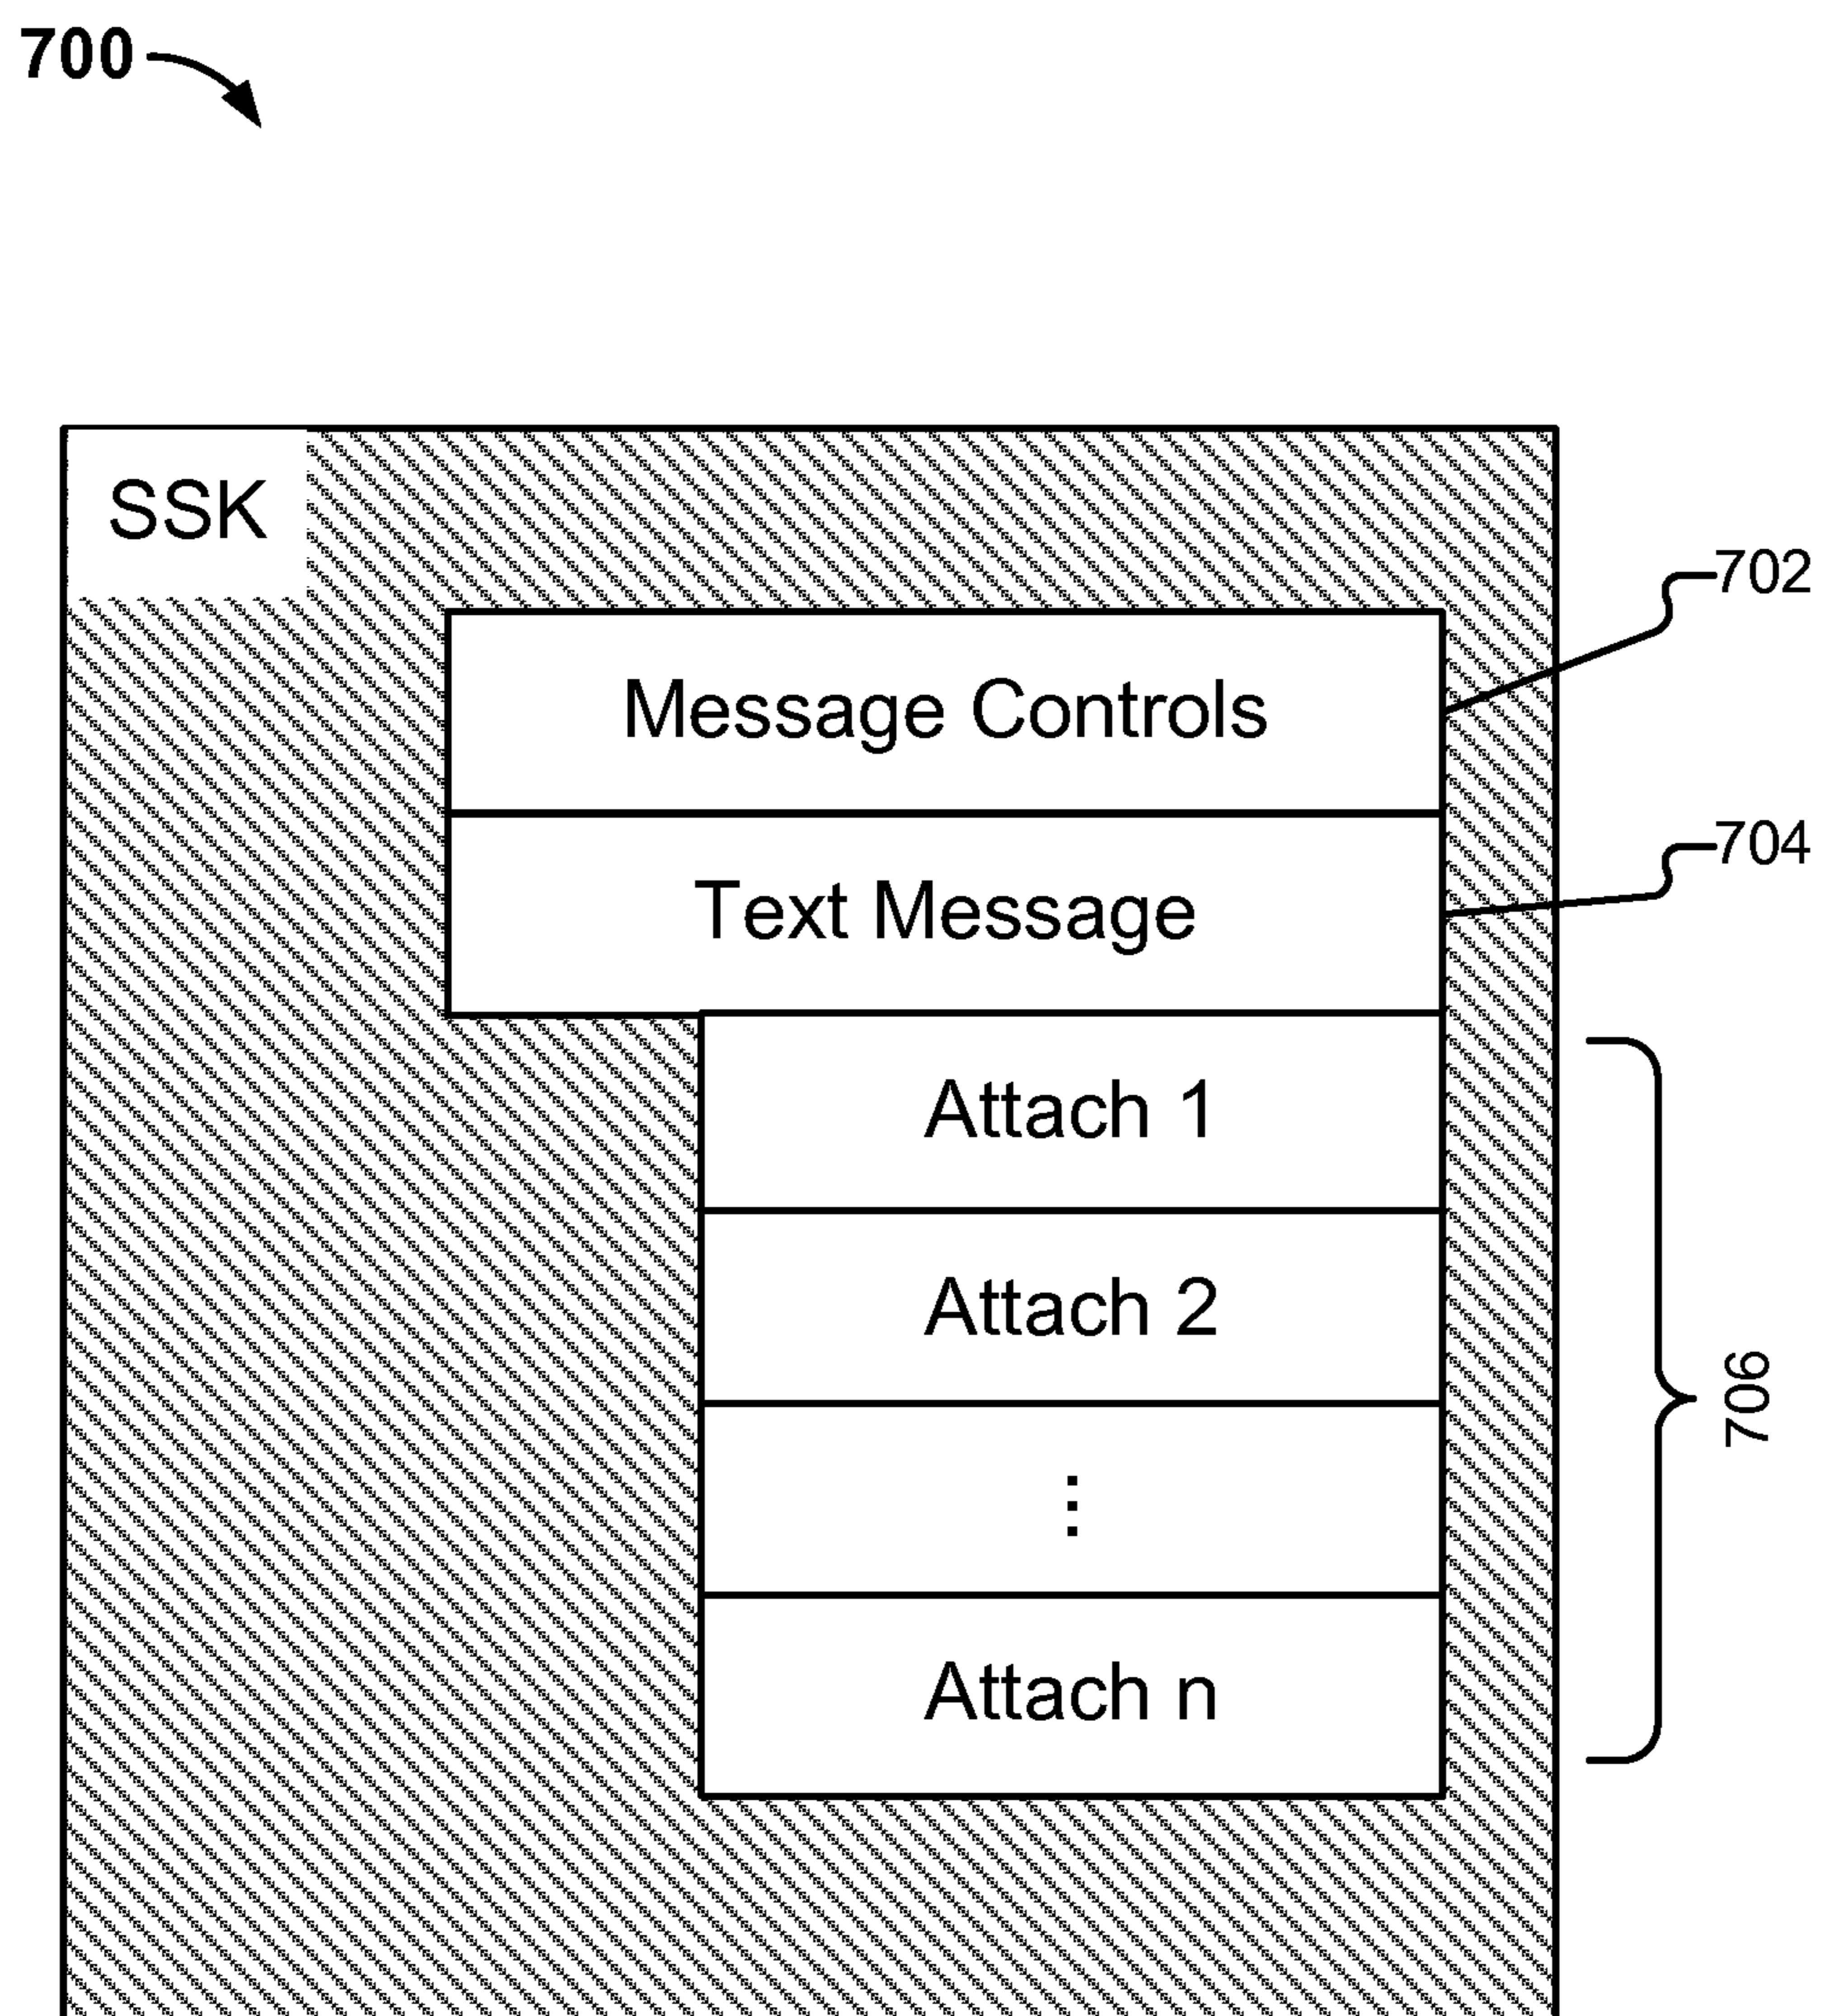 700
SSK
702
Message Controls
704
Text Message
Attach 1
Attach 2
706
⋮
Attach n